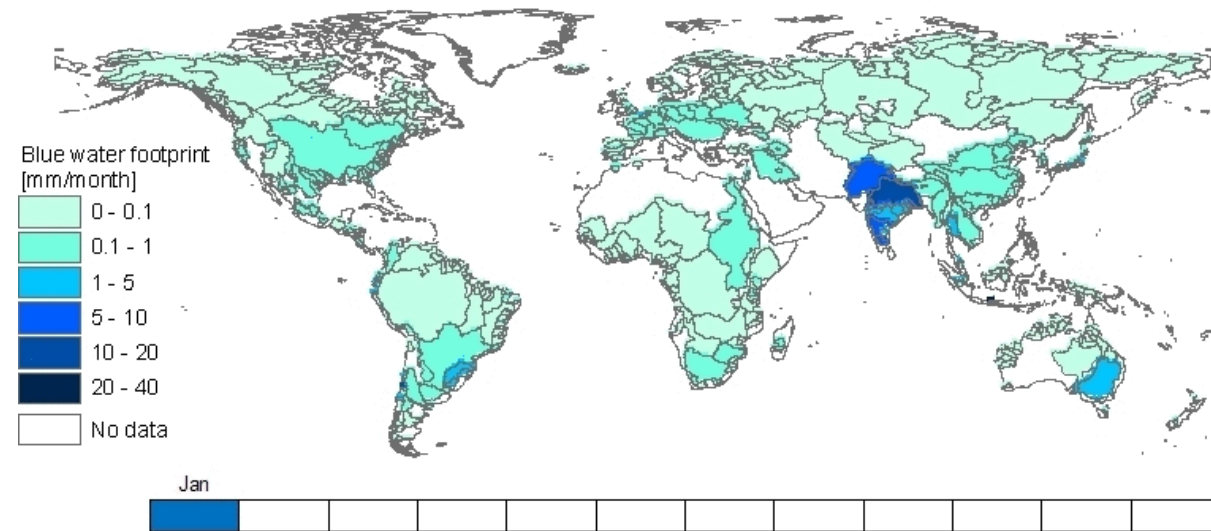 Blue water footprint
[mm/month]
0 - 0.1
0.1 - 1
1 - 5
5 - 10
10 - 20
20 - 40
No data
Jan